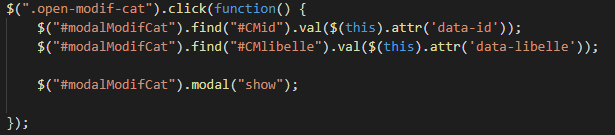 $(".open-modif-cat").click(function() {
    $("#modalModifCat").find("#CMid").val($(this).attr('data-id'));
    $("#modalModifCat").find("#CMlibelle").val($(this).attr('data-libelle'));

    $("#modalModifCat").modal("show");

});